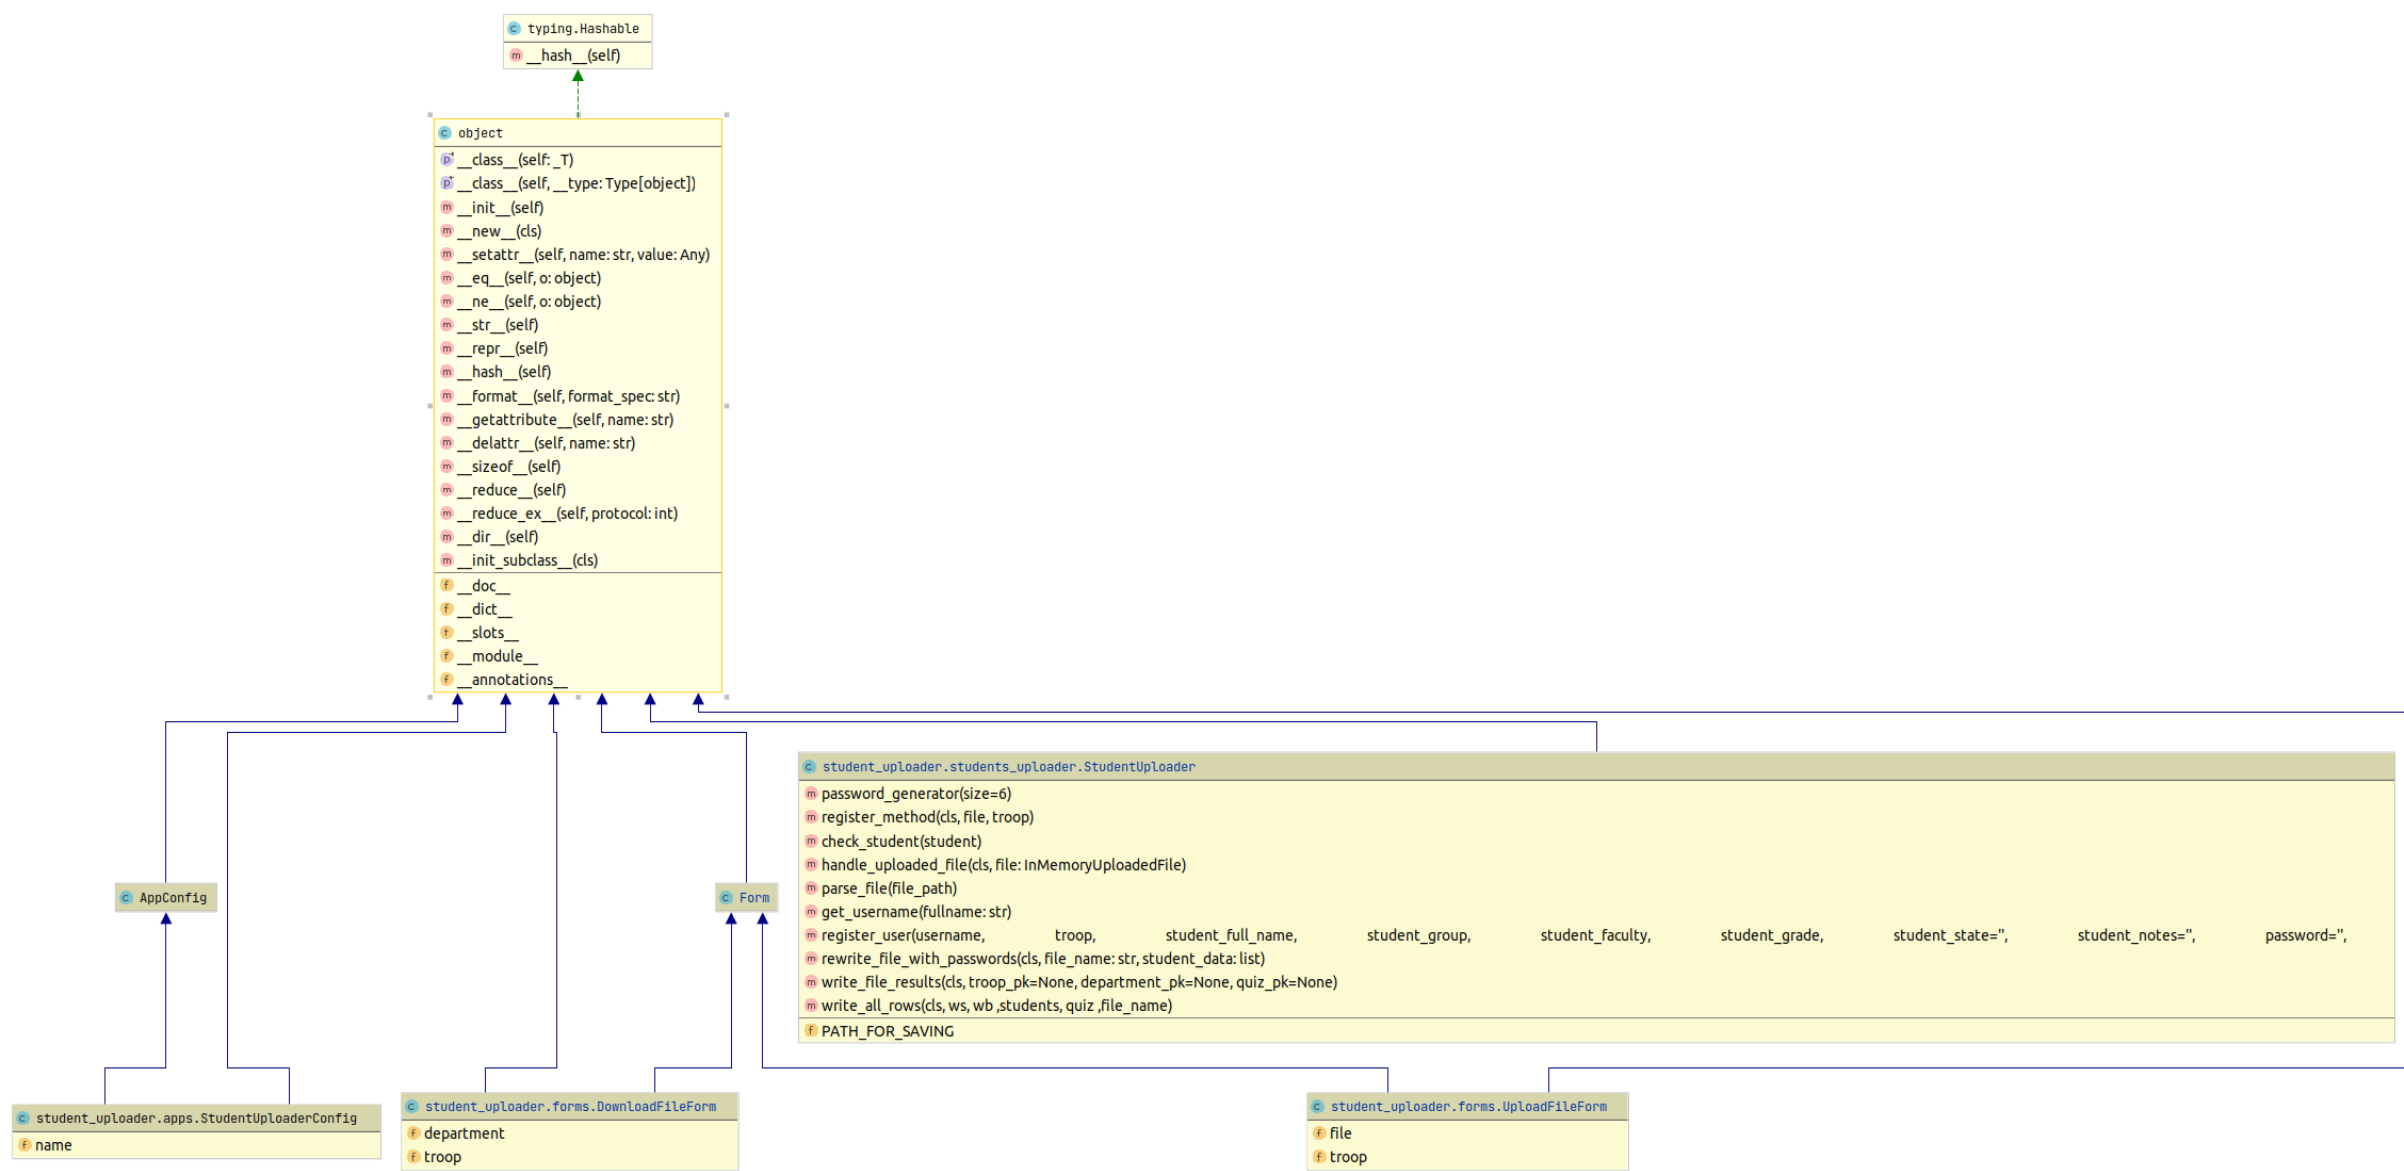 typing.Hashable
__hash__(self)
object
__class__(self: _T)
__class__(self, __type: Type[object])
__init__(self)
__new__(cls)
__setattr__(self, name: str, value: Any)
__eq__(self, o: object)
__ne__(self, o: object)
__str__(self)
__repr__(self)
__hash__(self)
__format__(self, format_spec: str)
__getattribute__(self, name: str)
__delattr__(self, name: str)
__sizeof__(self)
__reduce__(self)
__reduce_ex__(self, protocol: int)
__dir__(self)
__init_subclass__(cls)
__doc__
__dict__
__slots__
__module__
__annotations__
student_uploader.students_uploader.StudentUploader
password_generator(size=6)
register_method(cls, file, troop)
check_student(student)
handle_uploaded_file(cls, file: InMemoryUploadedFile)
parse_file(file_path)
get_username(fullname: str)
register_user(username, troop, student_full_name, student_group, student_faculty, student_grade, student_state='', student_notes='', password='',
rewrite_file_with_passwords(cls, file_name: str, student_data: list)
write_file_results(cls, troop_pk=None, department_pk=None, quiz_pk=None)
write_all_rows(cls, ws, wb ,students, quiz ,file_name)
PATH_FOR_SAVING
AppConfig
Form
student_uploader.apps.StudentUploaderConfig
name
student_uploader.forms.DownloadFileForm
department
troop
student_uploader.forms.UploadFileForm
file
troop